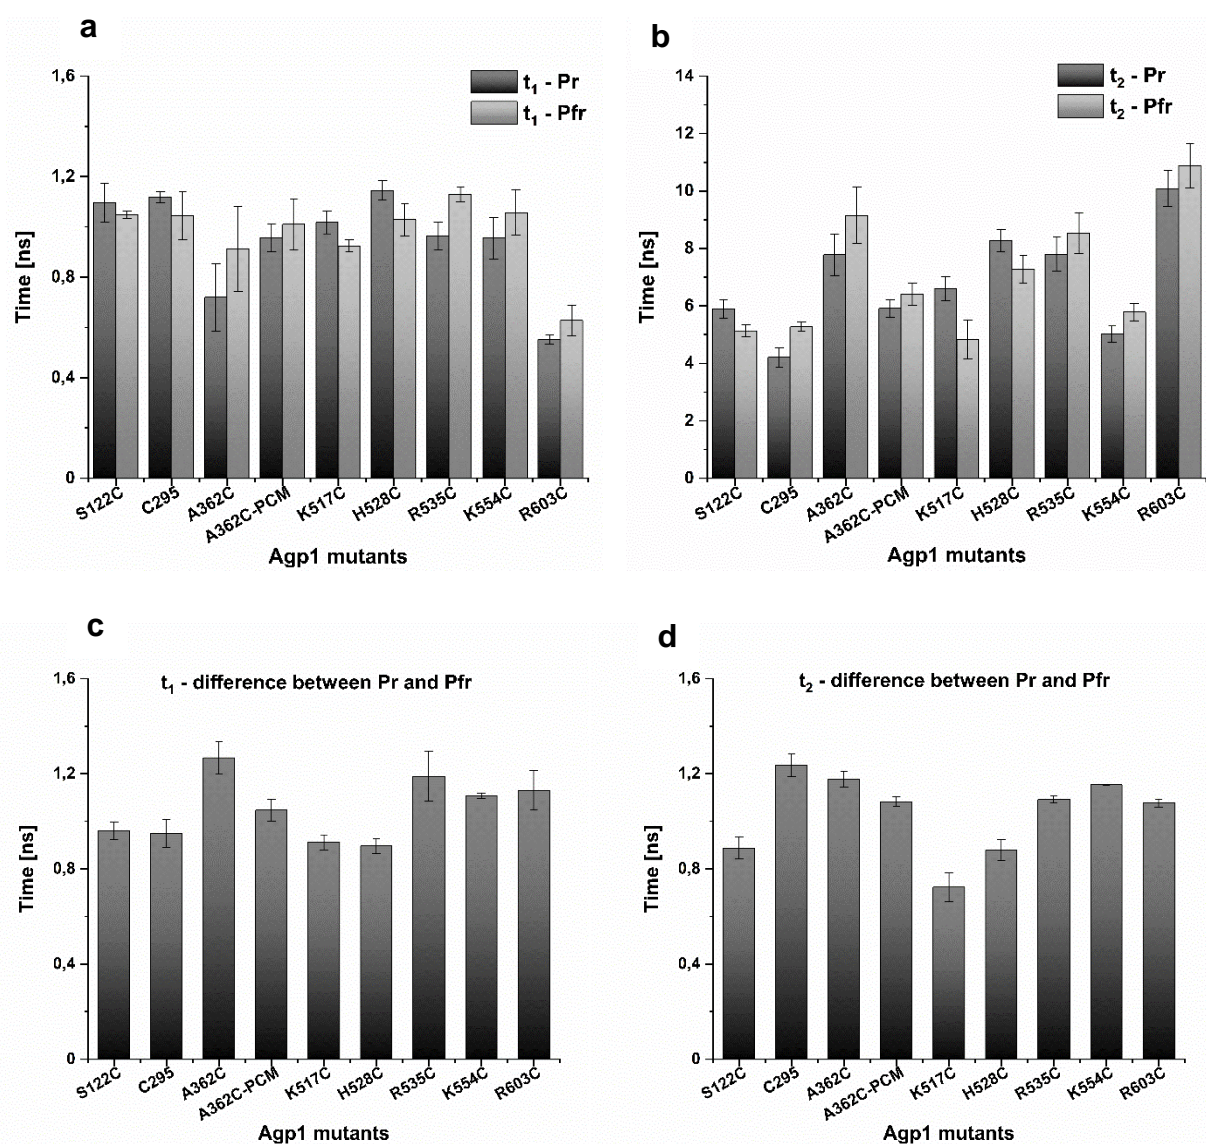 a
t1 - Pr
t1 - Pfr
Time [ns]
1,6
1,2
0,8
0,4
0
S122C
C295
A362C
A362C-PCM
K517C
H528C
R535C
K554C
R603C
Agp1 mutants
b
t2 - Pr
t2 - Pfr
Time [ns]
14
12
10
8
6
4
2
0
S122C
C295
A362C
A362C-PCM
K517C
H528C
R535C
K554C
R603C
Agp1 mutants
c
t1 - difference between Pr and Pfr
Time [ns]
1,6
1,2
0,8
0,4
0
S122C
C295
A362C
A362C-PCM
K517C
H528C
R535C
K554C
R603C
Agp1 mutants
d
t2 - difference between Pr and Pfr
Time [ns]
1,6
1,2
0,8
0,4
0
S122C
C295
A362C
A362C-PCM
K517C
H528C
R535C
K554C
R603C
Agp1 mutants